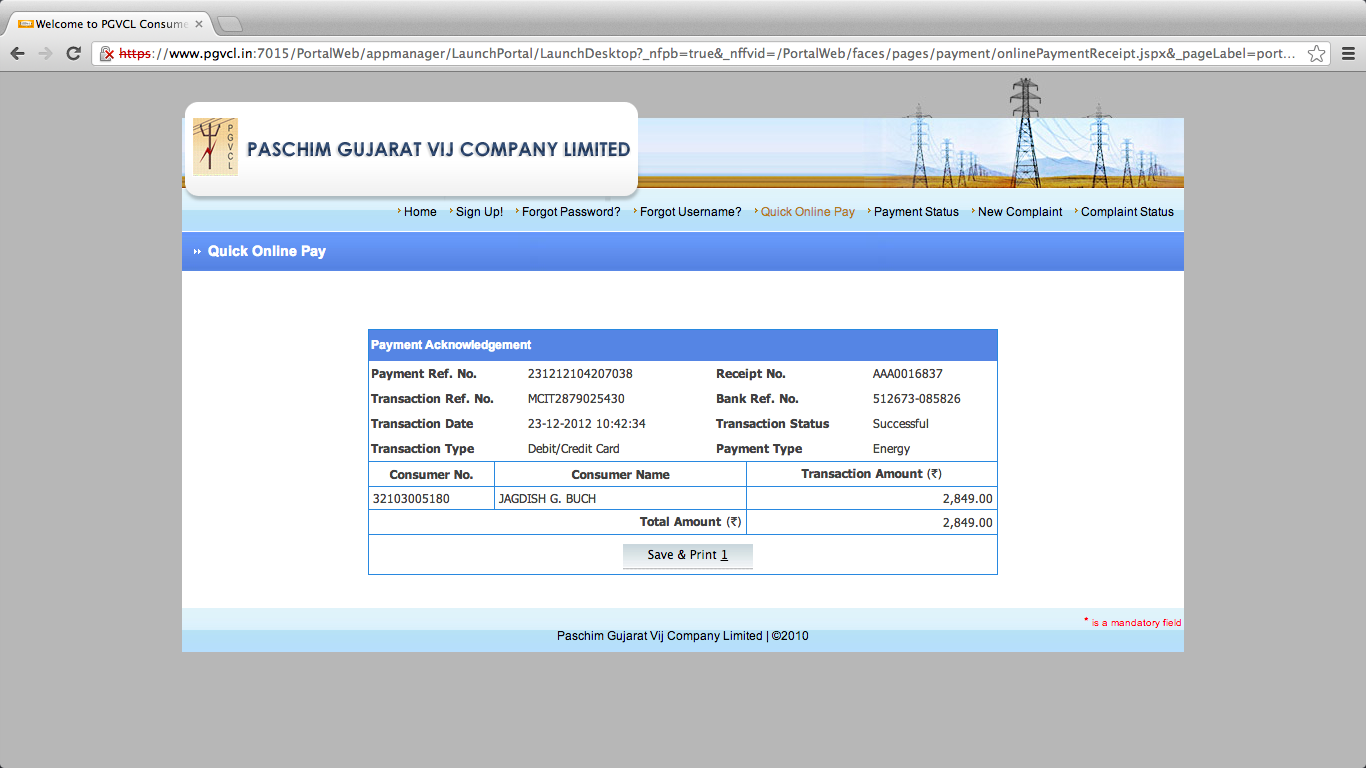 Welcome to PGVCL Consume
https://www.pgvcl.in:7015/PortalWeb/appmanager/LaunchPortal/LaunchDesktop?_nfpb=true&_nffvid=/PortalWeb/faces/pages/payment/onlinePaymentReceipt.jspx&_pageLabel=port...
PGVCL
PASCHIM GUJARAT VIJ COMPANY LIMITED
Home Sign Up! Forgot Password? Forgot Username? Quick Online Pay Payment Status New Complaint Complaint Status
Quick Online Pay
Payment Acknowledgement
Payment Ref. No. 231212104207038 Receipt No. AAA0016837
Transaction Ref. No. MCIT2879025430 Bank Ref. No. 512673-085826
Transaction Date 23-12-2012 10:42:34 Transaction Status Successful
Transaction Type Debit/Credit Card Payment Type Energy
Consumer No. Consumer Name Transaction Amount (₹)
32103005180 JAGDISH G. BUCH 2,849.00
Total Amount (₹) 2,849.00
Save & Print 1
* is a mandatory field
Paschim Gujarat Vij Company Limited | ©2010